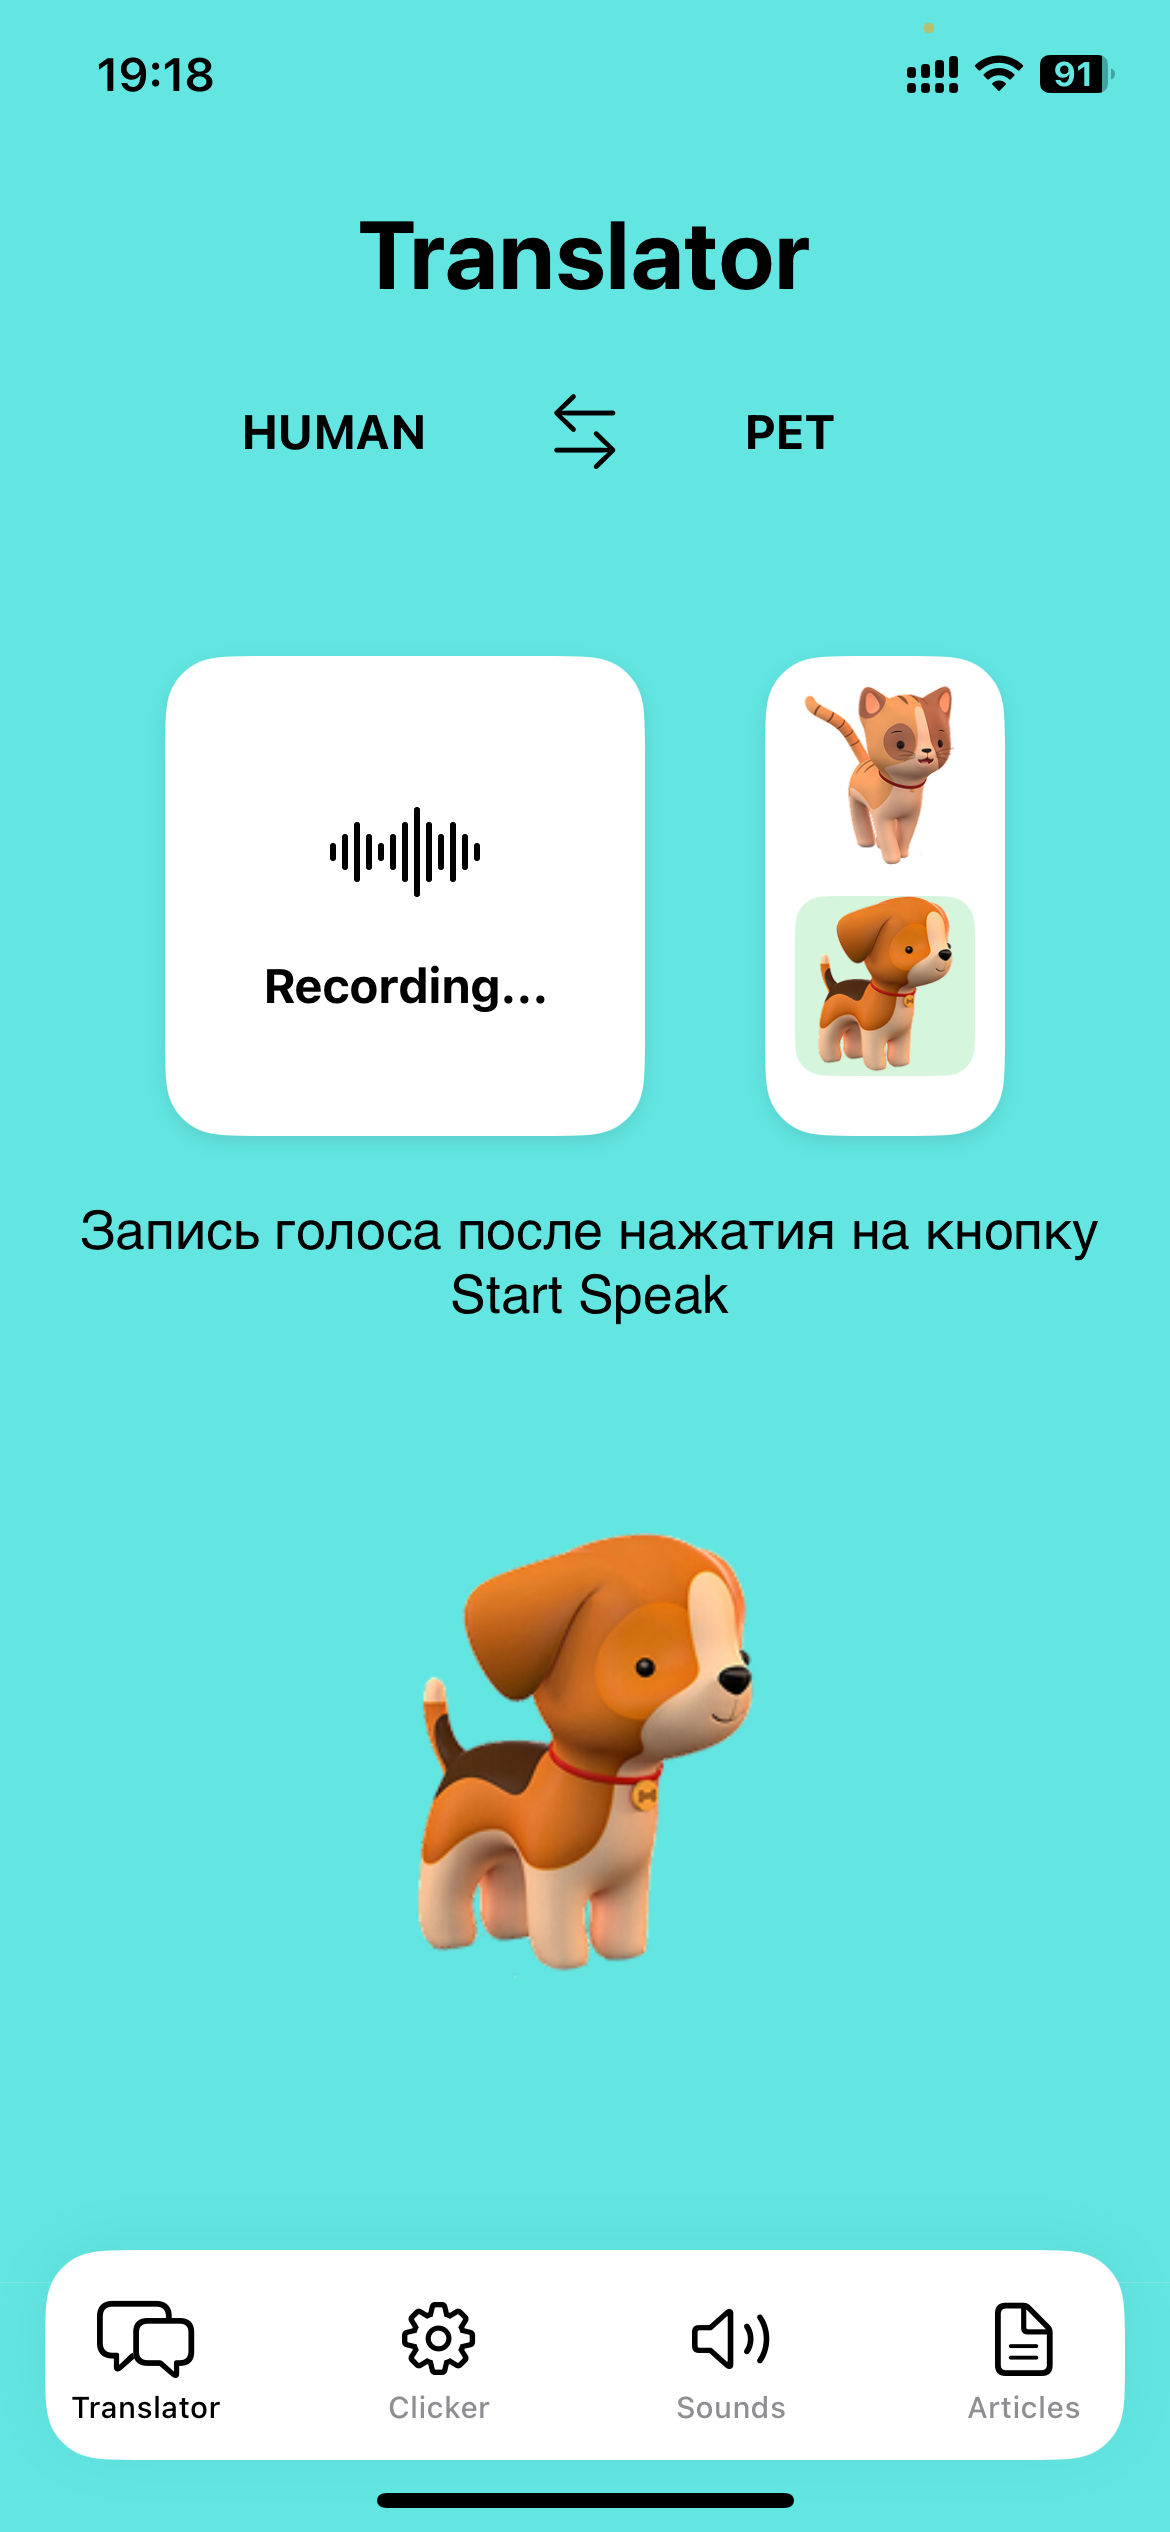 19:18
91
Translator
HUMAN
PET
Recording...
Запись голоса после нажатия на кнопку
Start Speak
Translator
Clicker
Sounds
Articles